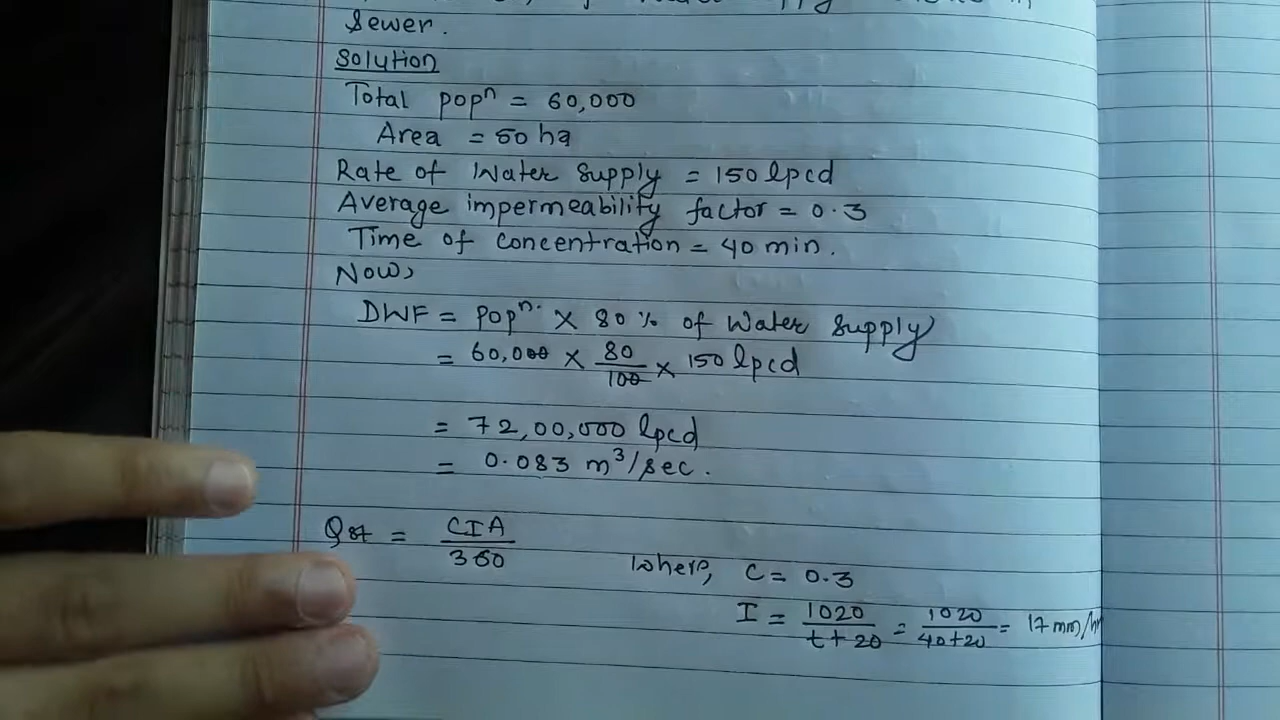 Sewer.
Solution
Total popⁿ = 60,000
Area = 50 ha
Rate of Water Supply = 150 lpcd
Average impermeability factor = 0.3
Time of concentration = 40 min.
Now,
DWF = Popⁿ. × 80% of Water Supply
= 60,000 × 80/100 × 150 lpcd
= 72,00,000 lpcd
= 0.083 m³/sec.
Qst = CIA/360 where, C = 0.3
I = 1020/t+20 = 1020/40+20 = 17 mm/hr